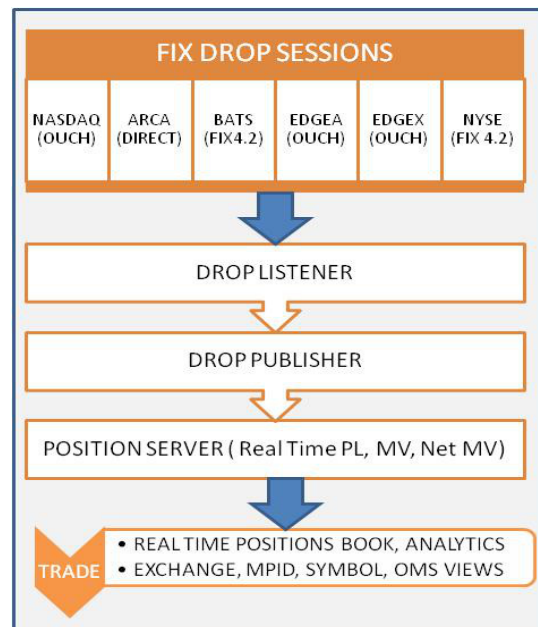 FIX DROP SESSIONS
NASDAQ
(OUCH)
ARCA
(DIRECT)
BATS
(FIX4.2)
EDGEA
(OUCH)
EDGEX
(OUCH)
NYSE
(FIX 4.2)
DROP LISTENER
DROP PUBLISHER
POSITION SERVER ( Real Time PL, MV, Net MV)
TRADE
• REAL TIME POSITIONS BOOK, ANALYTICS
• EXCHANGE, MPID, SYMBOL, OMS VIEWS